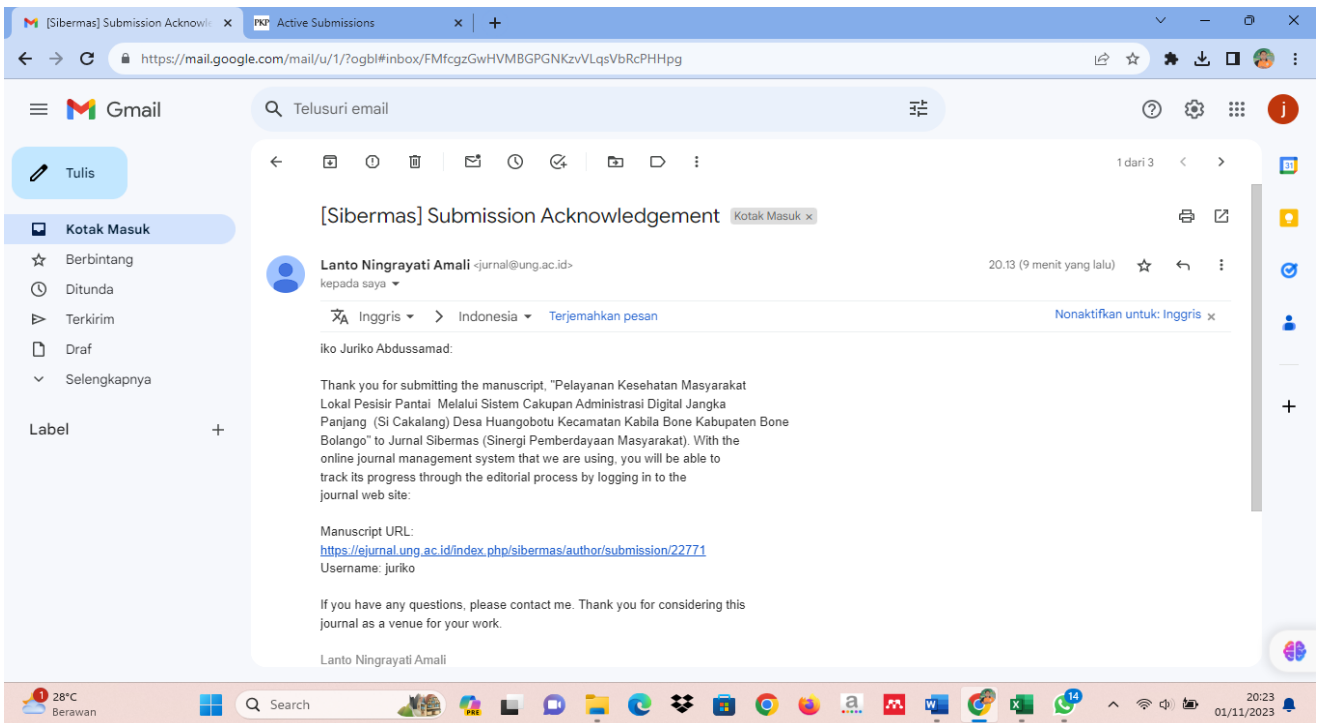 [Sibermas] Submission Acknowle
PKP Active Submissions
https://mail.google.com/mail/u/1/?ogbl#inbox/FMfcgzGwHVMBGPGNKzvVLqsVbRcPHHpg
Gmail
Telusuri email
j
Tulis
1 dari 3
31
[Sibermas] Submission Acknowledgement Kotak Masuk ×
Kotak Masuk
Berbintang
Ditunda
Terkirim
Draf
Selengkapnya
Label +
Lanto Ningrayati Amali <jurnal@ung.ac.id>
20.13 (9 menit yang lalu)
kepada saya
Inggris > Indonesia Terjemahkan pesan
Nonaktifkan untuk: Inggris ×
iko Juriko Abdussamad:
Thank you for submitting the manuscript, "Pelayanan Kesehatan Masyarakat
Lokal Pesisir Pantai Melalui Sistem Cakupan Administrasi Digital Jangka
Panjang (Si Cakalang) Desa Huangobotu Kecamatan Kabila Bone Kabupaten Bone
Bolango" to Jurnal Sibermas (Sinergi Pemberdayaan Masyarakat). With the
online journal management system that we are using, you will be able to
track its progress through the editorial process by logging in to the
journal web site:
Manuscript URL:
https://ejurnal.ung.ac.id/index.php/sibermas/author/submission/22771
Username: juriko
If you have any questions, please contact me. Thank you for considering this
journal as a venue for your work.
Lanto Ningrayati Amali
1
28°C
Berawan
Search
PRE
a
W
X
14
20:23
01/11/2023